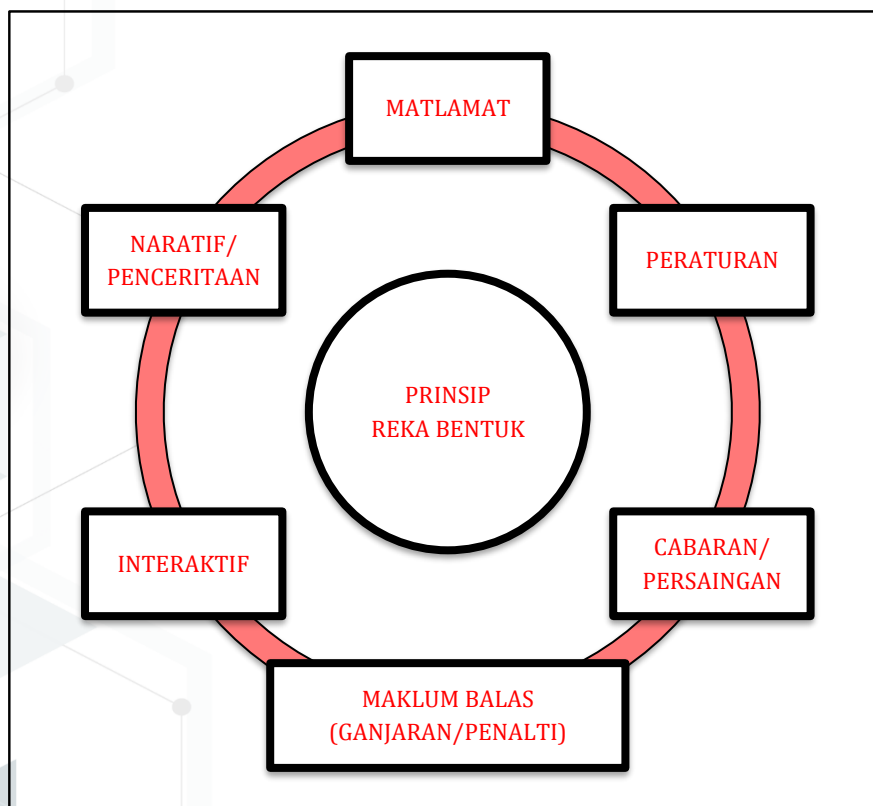 MATLAMAT
NARATIF/
PENCERITAAN
PERATURAN
PRINSIP
REKA BENTUK
INTERAKTIF
CABARAN/
PERSAINGAN
MAKLUM BALAS
(GANJARAN/PENALTI)